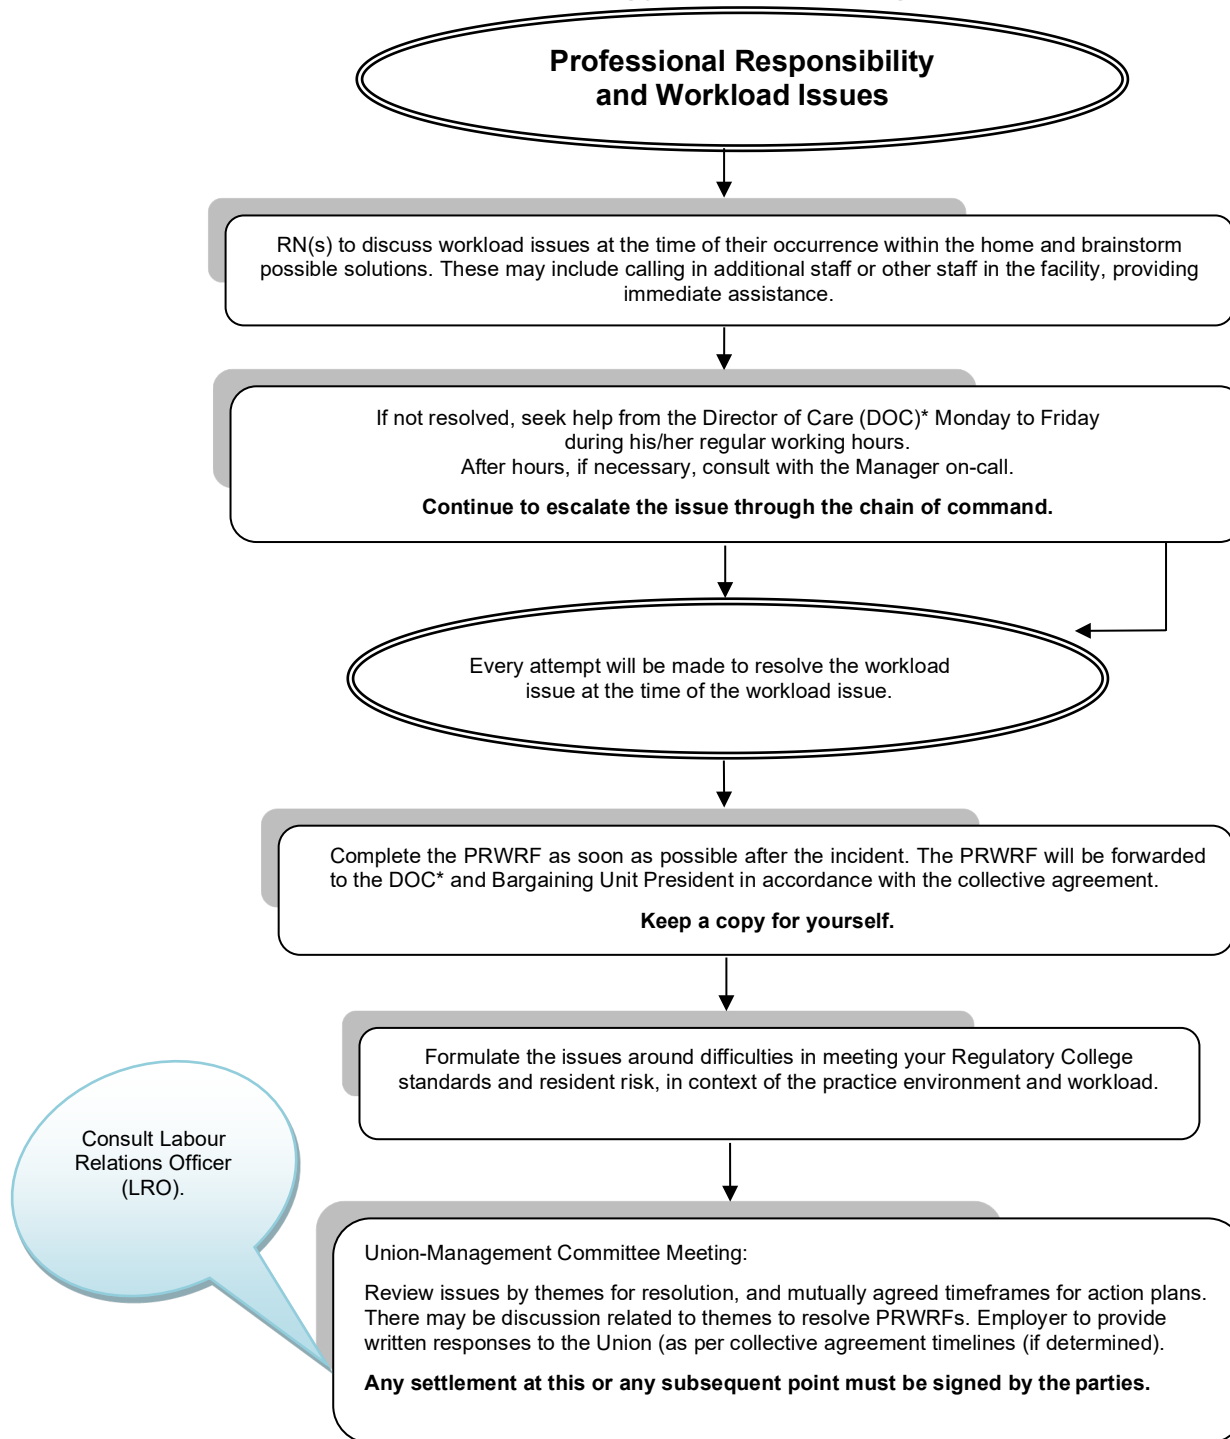 Professional Responsibility
and Workload Issues
RN(s) to discuss workload issues at the time of their occurrence within the home and brainstorm
possible solutions. These may include calling in additional staff or other staff in the facility, providing
immediate assistance.
If not resolved, seek help from the Director of Care (DOC)* Monday to Friday
during his/her regular working hours.
After hours, if necessary, consult with the Manager on-call.
Continue to escalate the issue through the chain of command.
Every attempt will be made to resolve the workload
issue at the time of the workload issue.
Complete the PRWRF as soon as possible after the incident. The PRWRF will be forwarded
to the DOC* and Bargaining Unit President in accordance with the collective agreement.
Keep a copy for yourself.
Formulate the issues around difficulties in meeting your Regulatory College
standards and resident risk, in context of the practice environment and workload.
Consult Labour
Relations Officer
(LRO).
Union-Management Committee Meeting:
Review issues by themes for resolution, and mutually agreed timeframes for action plans.
There may be discussion related to themes to resolve PRWRFs. Employer to provide
written responses to the Union (as per collective agreement timelines (if determined).
Any settlement at this or any subsequent point must be signed by the parties.